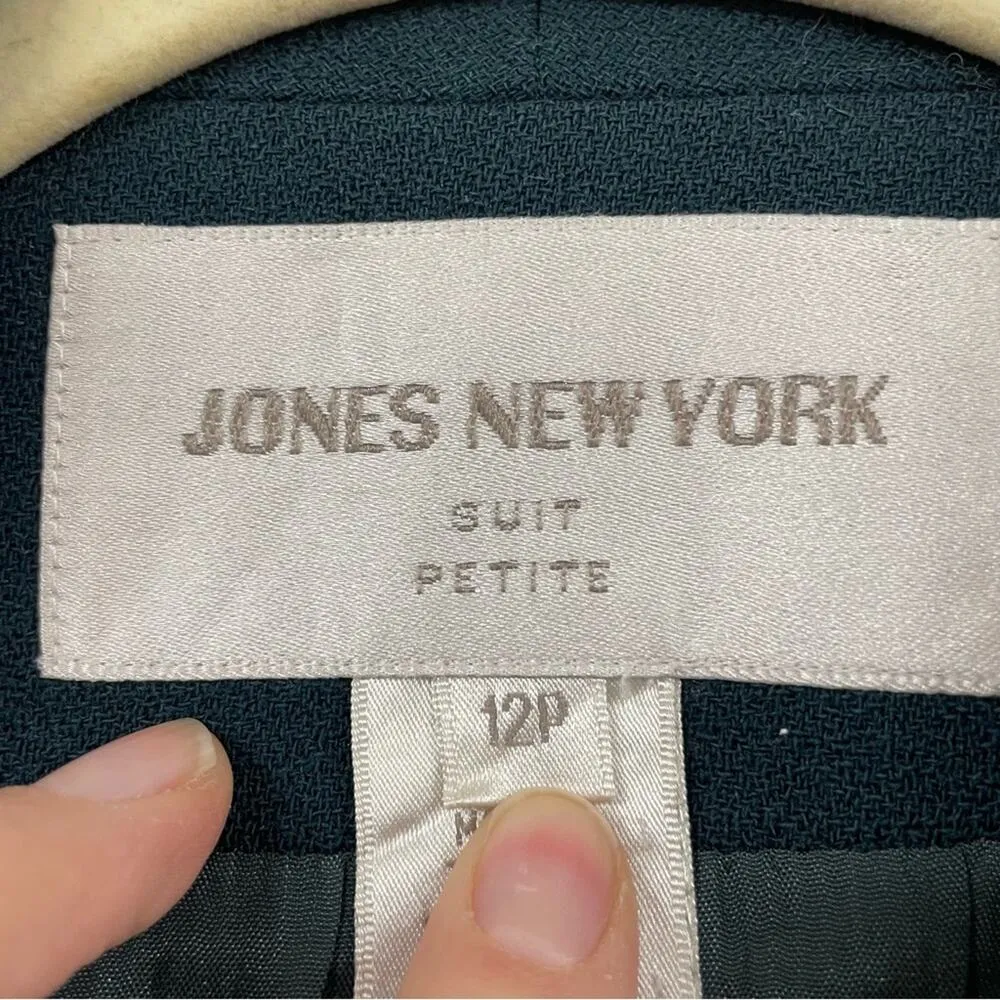 JONES NEW YORK
SUIT
PETITE
12P